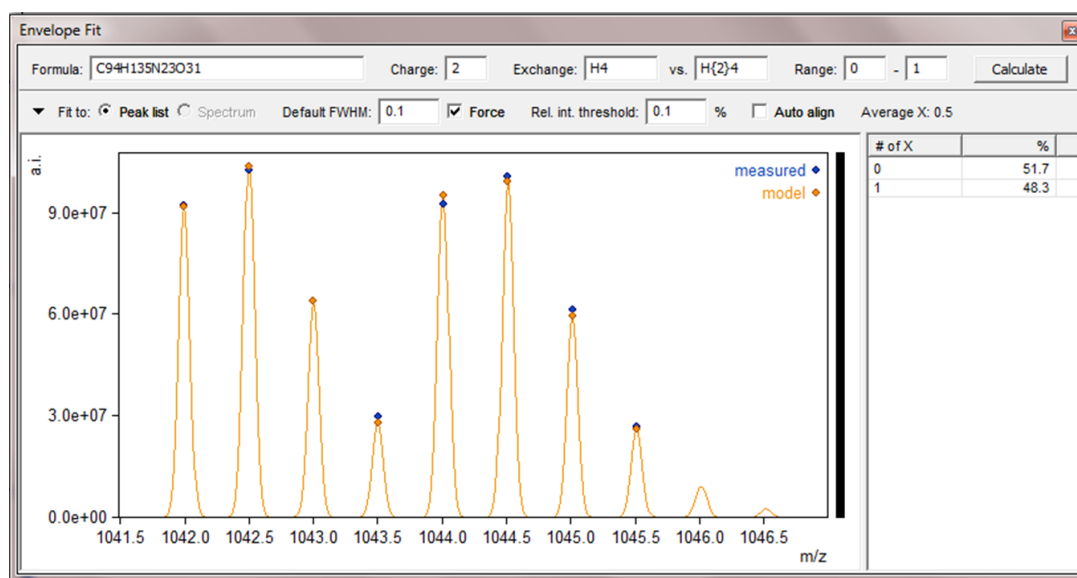 Envelope Fit
Formula: C94H135N23O31 Charge: 2 Exchange: H4 vs. H{2}4 Range: 0 - 1 Calculate
Fit to: Peak list Spectrum Default FWHM: 0.1 Force Rel. int. threshold: 0.1 % Auto align Average X: 0.5
a.i.
measured
model
9.0e+07
6.0e+07
3.0e+07
0.0e+00
1041.5 1042.0 1042.5 1043.0 1043.5 1044.0 1044.5 1045.0 1045.5 1046.0 1046.5
m/z
# of X %
0 51.7
1 48.3